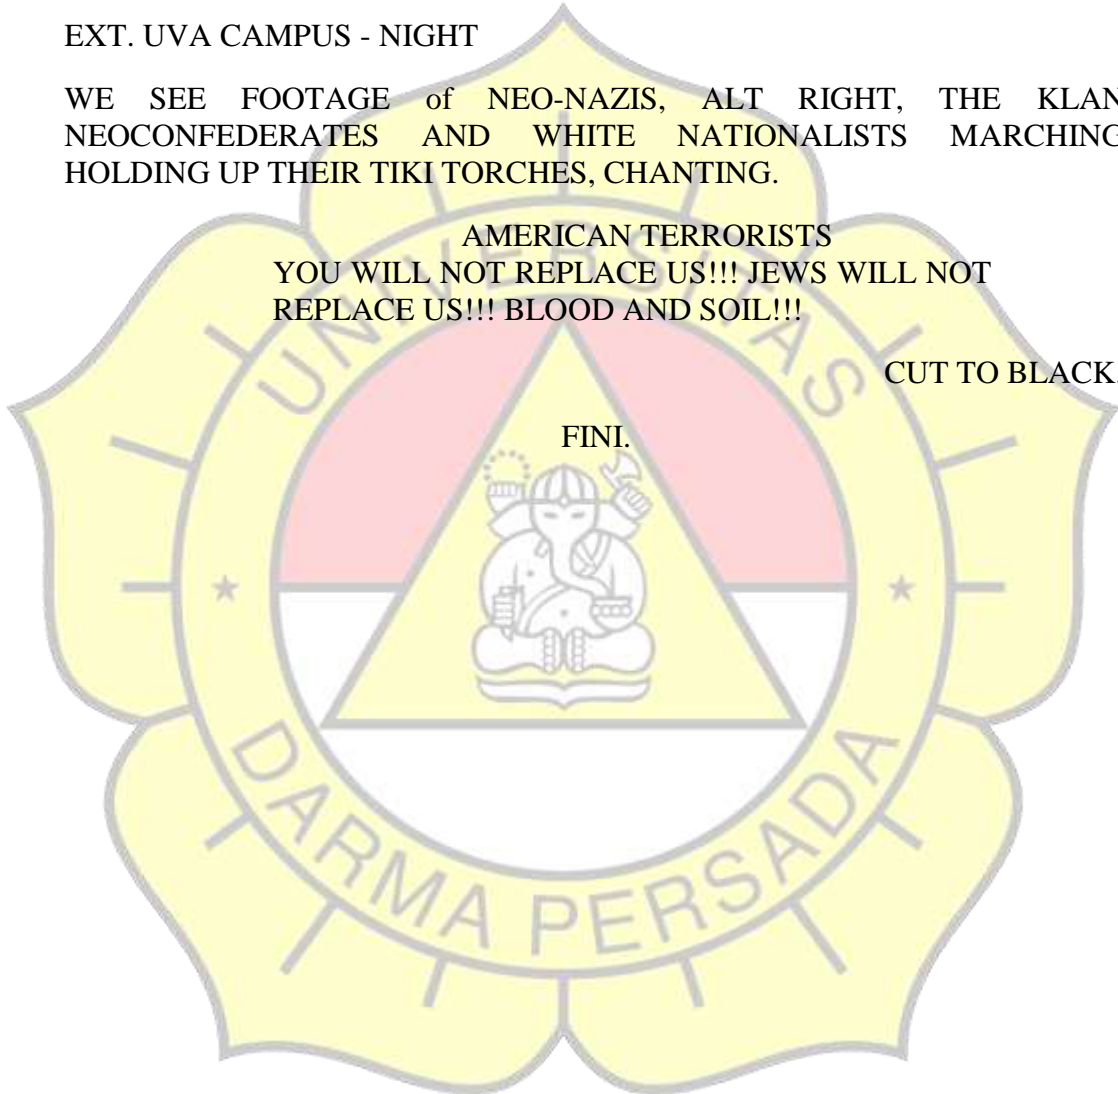 EXT. UVA CAMPUS - NIGHT
WE SEE FOOTAGE of NEO-NAZIS, ALT RIGHT, THE KLAN
NEOCONFEDERATES AND WHITE NATIONALISTS MARCHING
HOLDING UP THEIR TIKI TORCHES, CHANTING.
AMERICAN TERRORISTS
YOU WILL NOT REPLACE US!!! JEWS WILL NOT
REPLACE US!!! BLOOD AND SOIL!!!
CUT TO BLACK.
FINI.
UNIVERSITAS
DARMA PERSADA